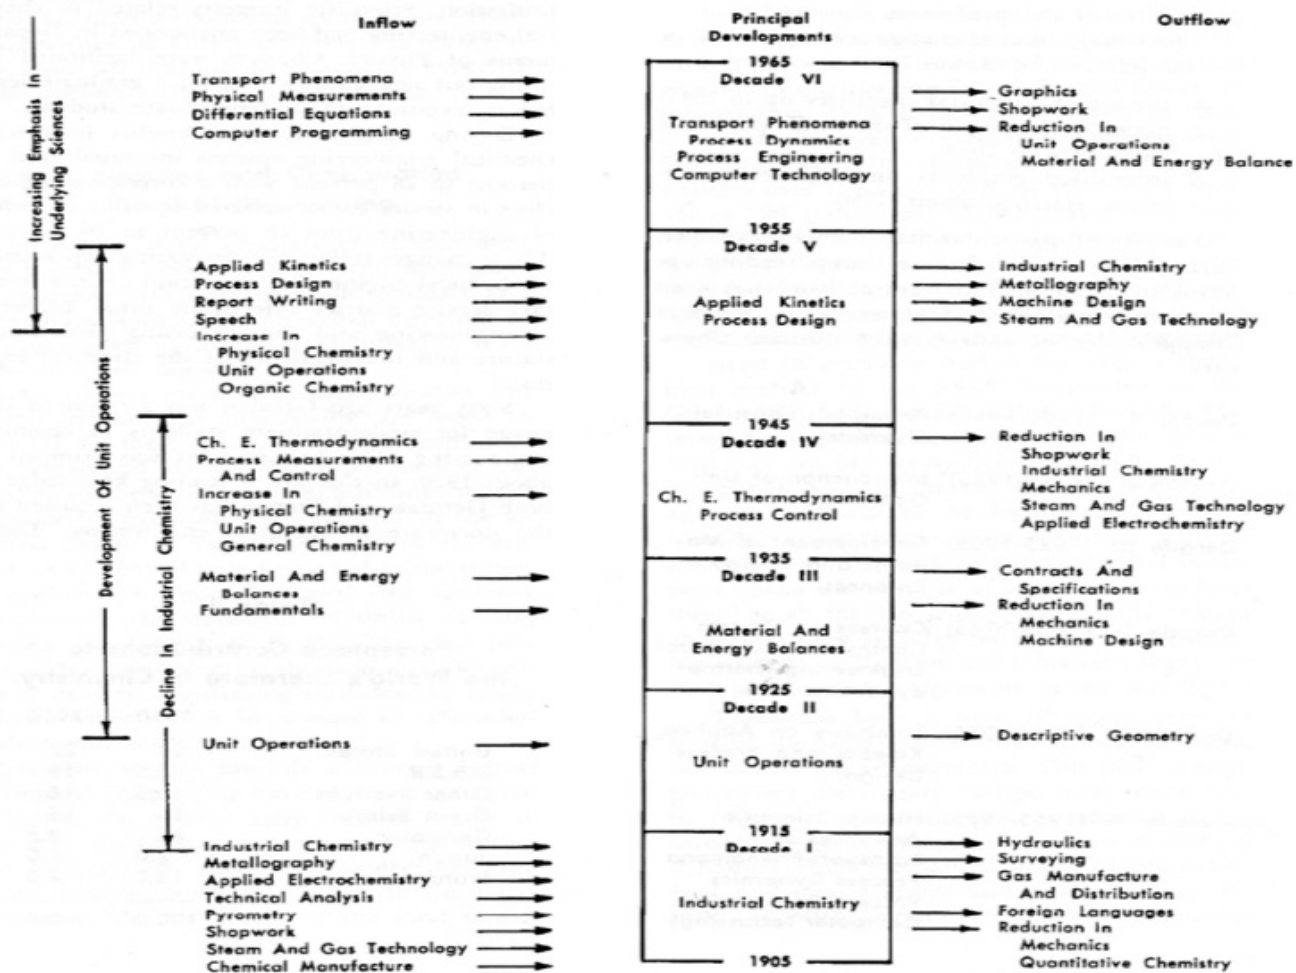 Inflow
Increasing Emphasis In
Underlying Sciences
Transport Phenomena
Physical Measurements
Differential Equations
Computer Programming
Applied Kinetics
Process Design
Report Writing
Speech
Increase In
Physical Chemistry
Unit Operations
Organic Chemistry
Development Of Unit Operations
Decline In Industrial Chemistry
Ch. E. Thermodynamics
Process Measurements
And Control
Increase In
Physical Chemistry
Unit Operations
General Chemistry
Material And Energy
Balances
Fundamentals
Unit Operations
Industrial Chemistry
Metallography
Applied Electrochemistry
Technical Analysis
Pyrometry
Shopwork
Steam And Gas Technology
Chemical Manufacture
Principal
Developments
1965
Decade VI
Transport Phenomena
Process Dynamics
Process Engineering
Computer Technology
1955
Decade V
Applied Kinetics
Process Design
1945
Decade IV
Ch. E. Thermodynamics
Process Control
1935
Decade III
Material And
Energy Balances
1925
Decade II
Unit Operations
1915
Decade I
Industrial Chemistry
1905
Outflow
Graphics
Shopwork
Reduction In
Unit Operations
Material And Energy Balance
Industrial Chemistry
Metallography
Machine Design
Steam And Gas Technology
Reduction In
Shopwork
Industrial Chemistry
Mechanics
Steam And Gas Technology
Applied Electrochemistry
Contracts And
Specifications
Reduction In
Mechanics
Machine Design
Descriptive Geometry
Hydraulics
Surveying
Gas Manufacture
And Distribution
Foreign Languages
Reduction In
Mechanics
Quantitative Chemistry